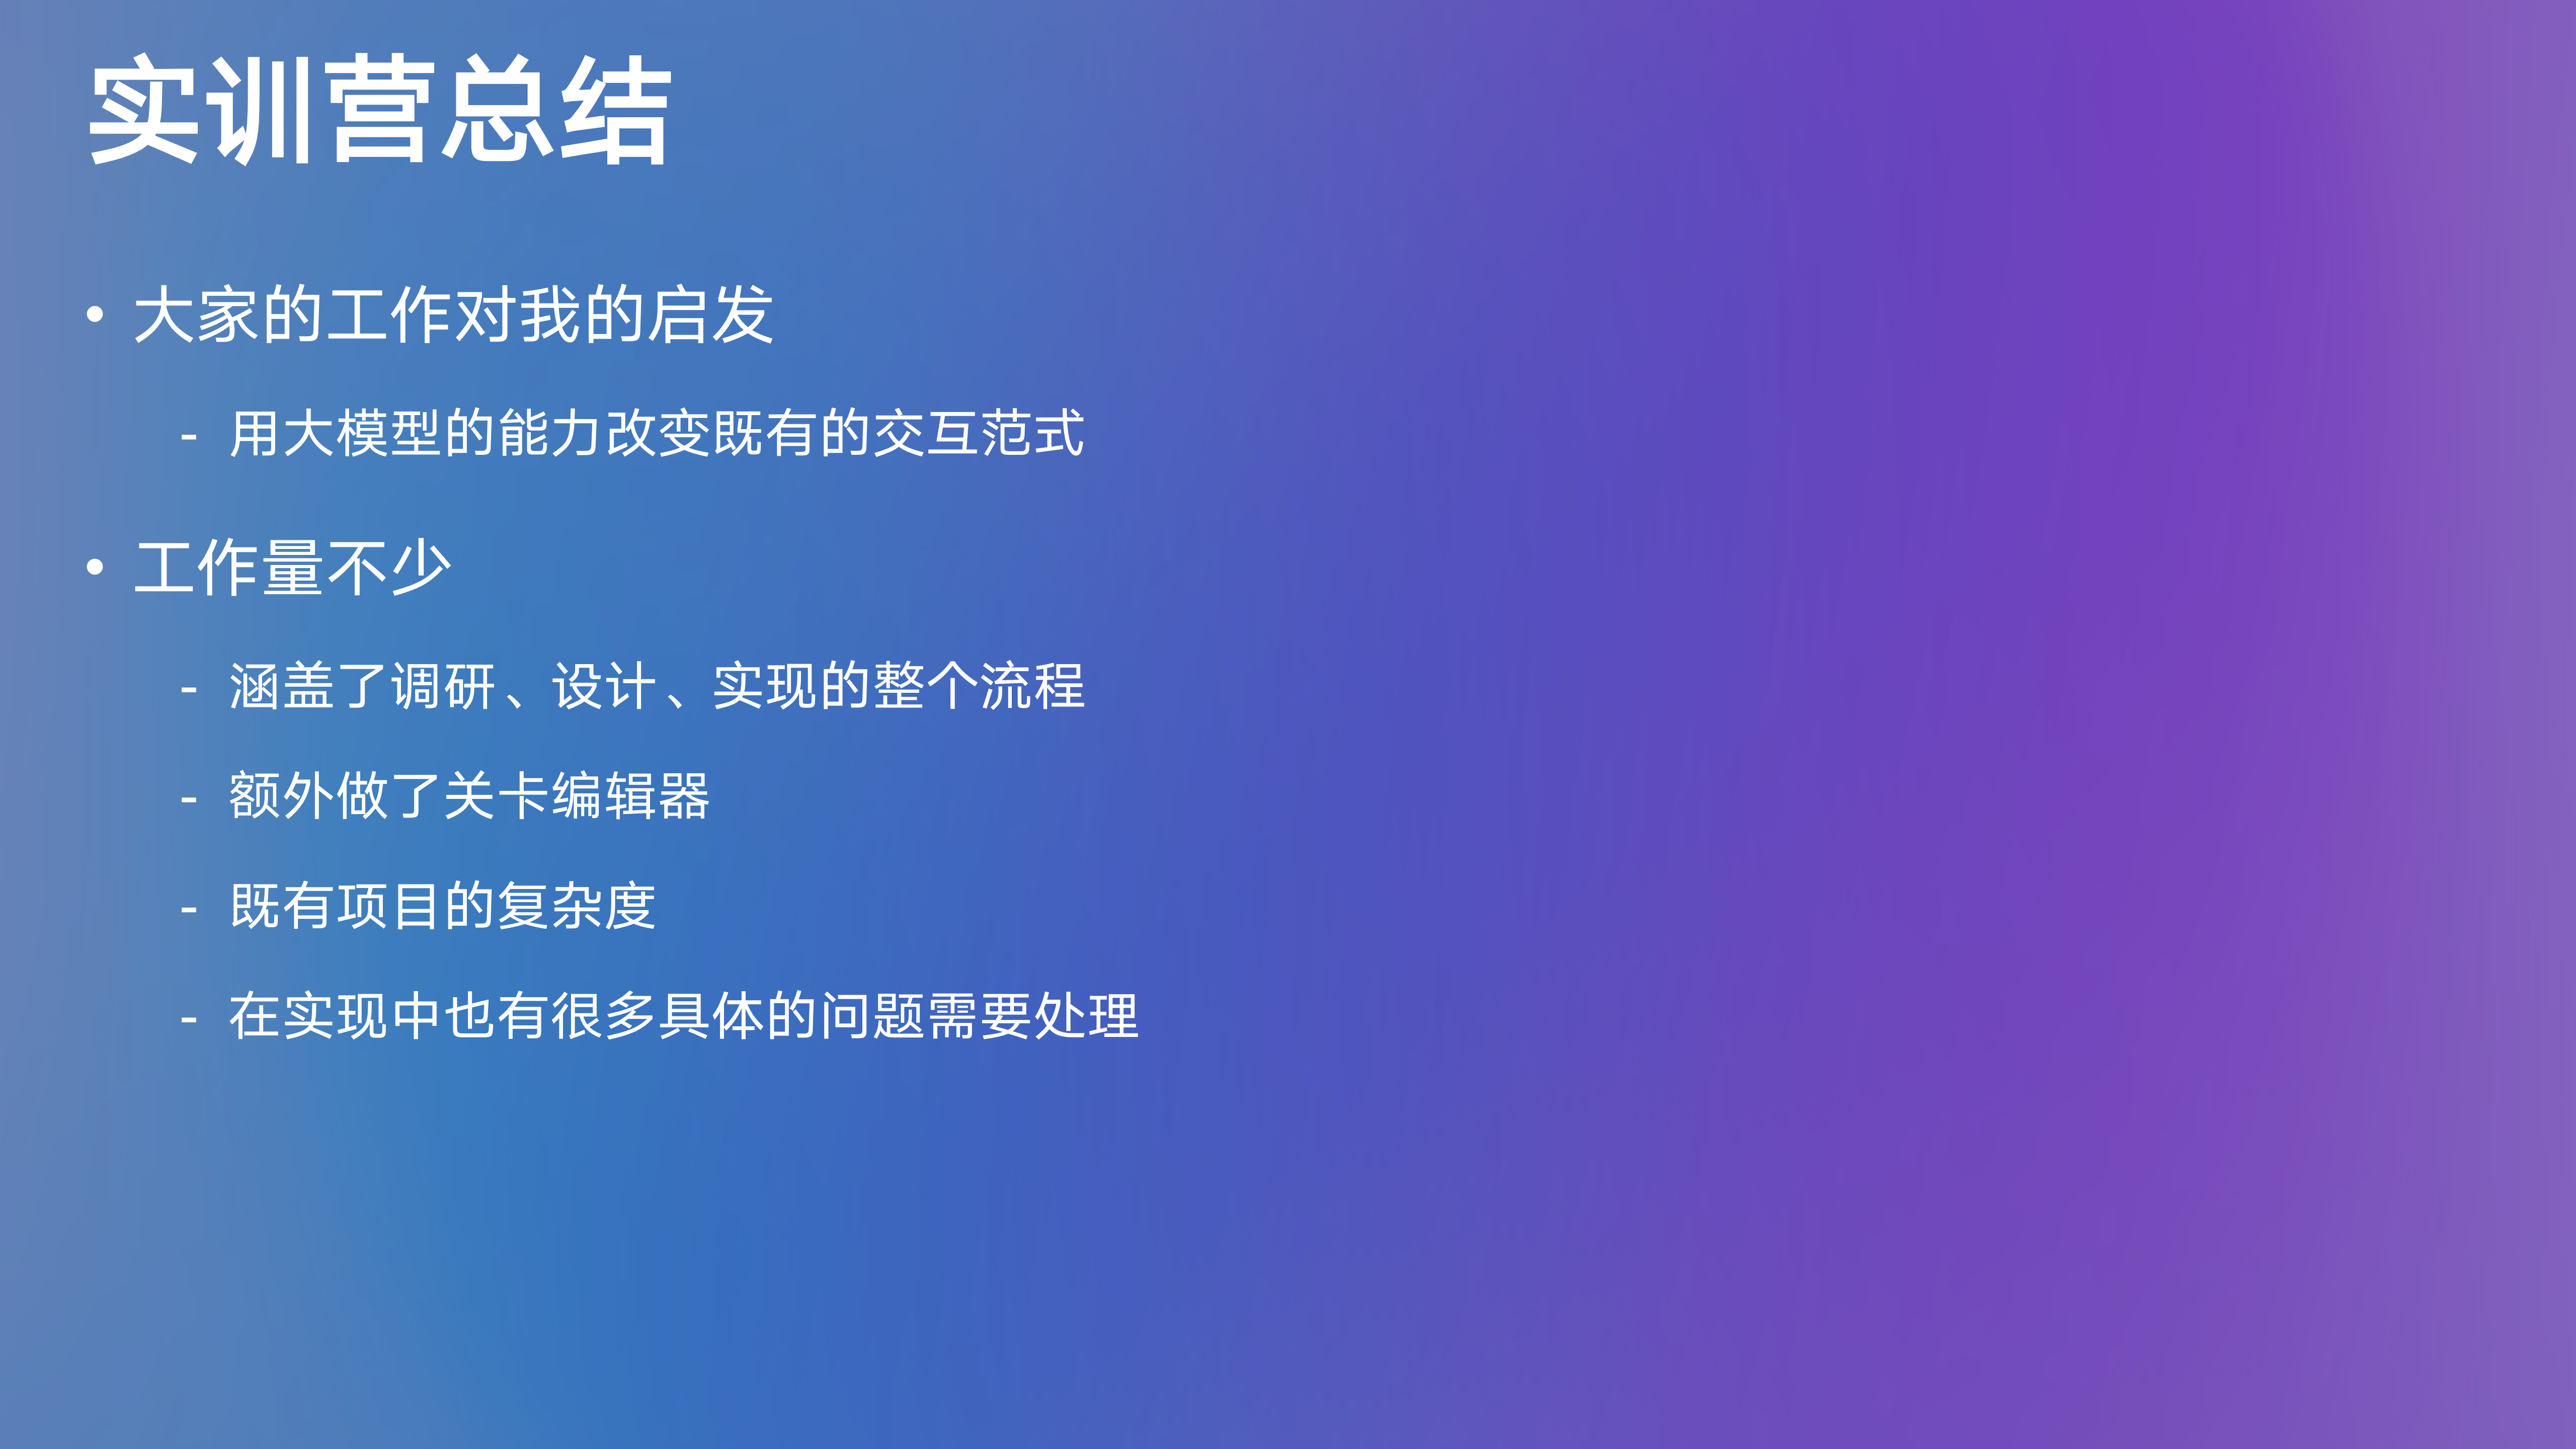 实训营总结
• 大家的工作对我的启发
- 用大模型的能力改变既有的交互范式
• 工作量不少
- 涵盖了调研、设计、实现的整个流程
- 额外做了关卡编辑器
- 既有项目的复杂度
- 在实现中也有很多具体的问题需要处理